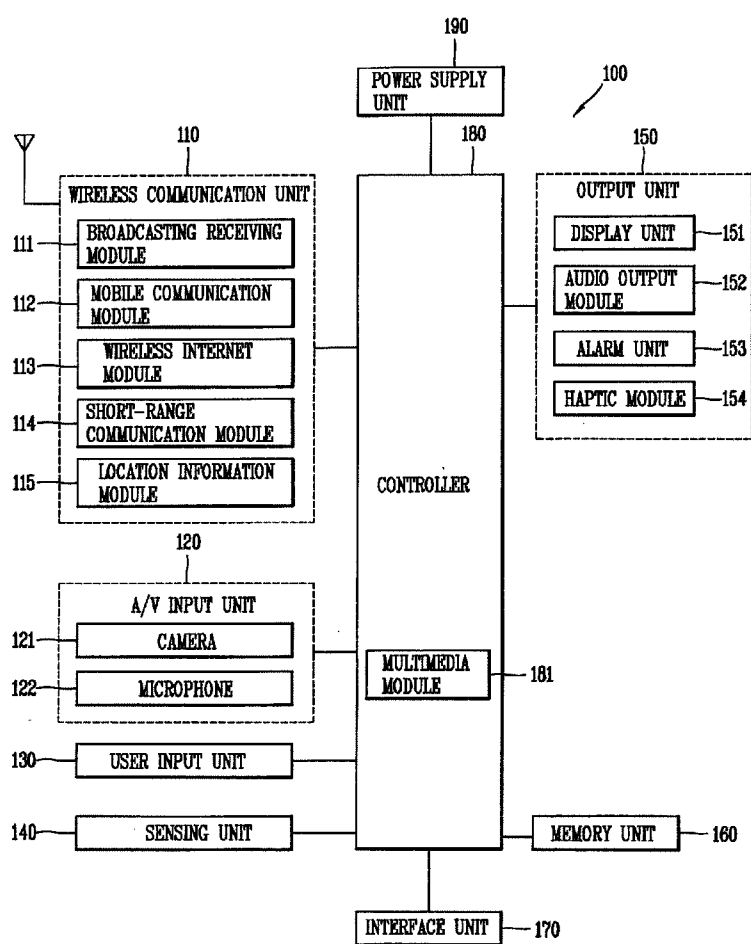 190
POWER SUPPLY
UNIT
100
110
180
150
WIRELESS COMMUNICATION UNIT
111
BROADCASTING RECEIVING
MODULE
112
MOBILE COMMUNICATION
MODULE
113
WIRELESS INTERNET
MODULE
114
SHORT-RANGE
COMMUNICATION MODULE
115
LOCATION INFORMATION
MODULE
OUTPUT UNIT
DISPLAY UNIT
151
AUDIO OUTPUT
MODULE
152
ALARM UNIT
153
HAPTIC MODULE
154
CONTROLLER
120
A/V INPUT UNIT
121
CAMERA
122
MICROPHONE
MULTIMEDIA
MODULE
181
130
USER INPUT UNIT
140
SENSING UNIT
MEMORY UNIT
160
INTERFACE UNIT
170